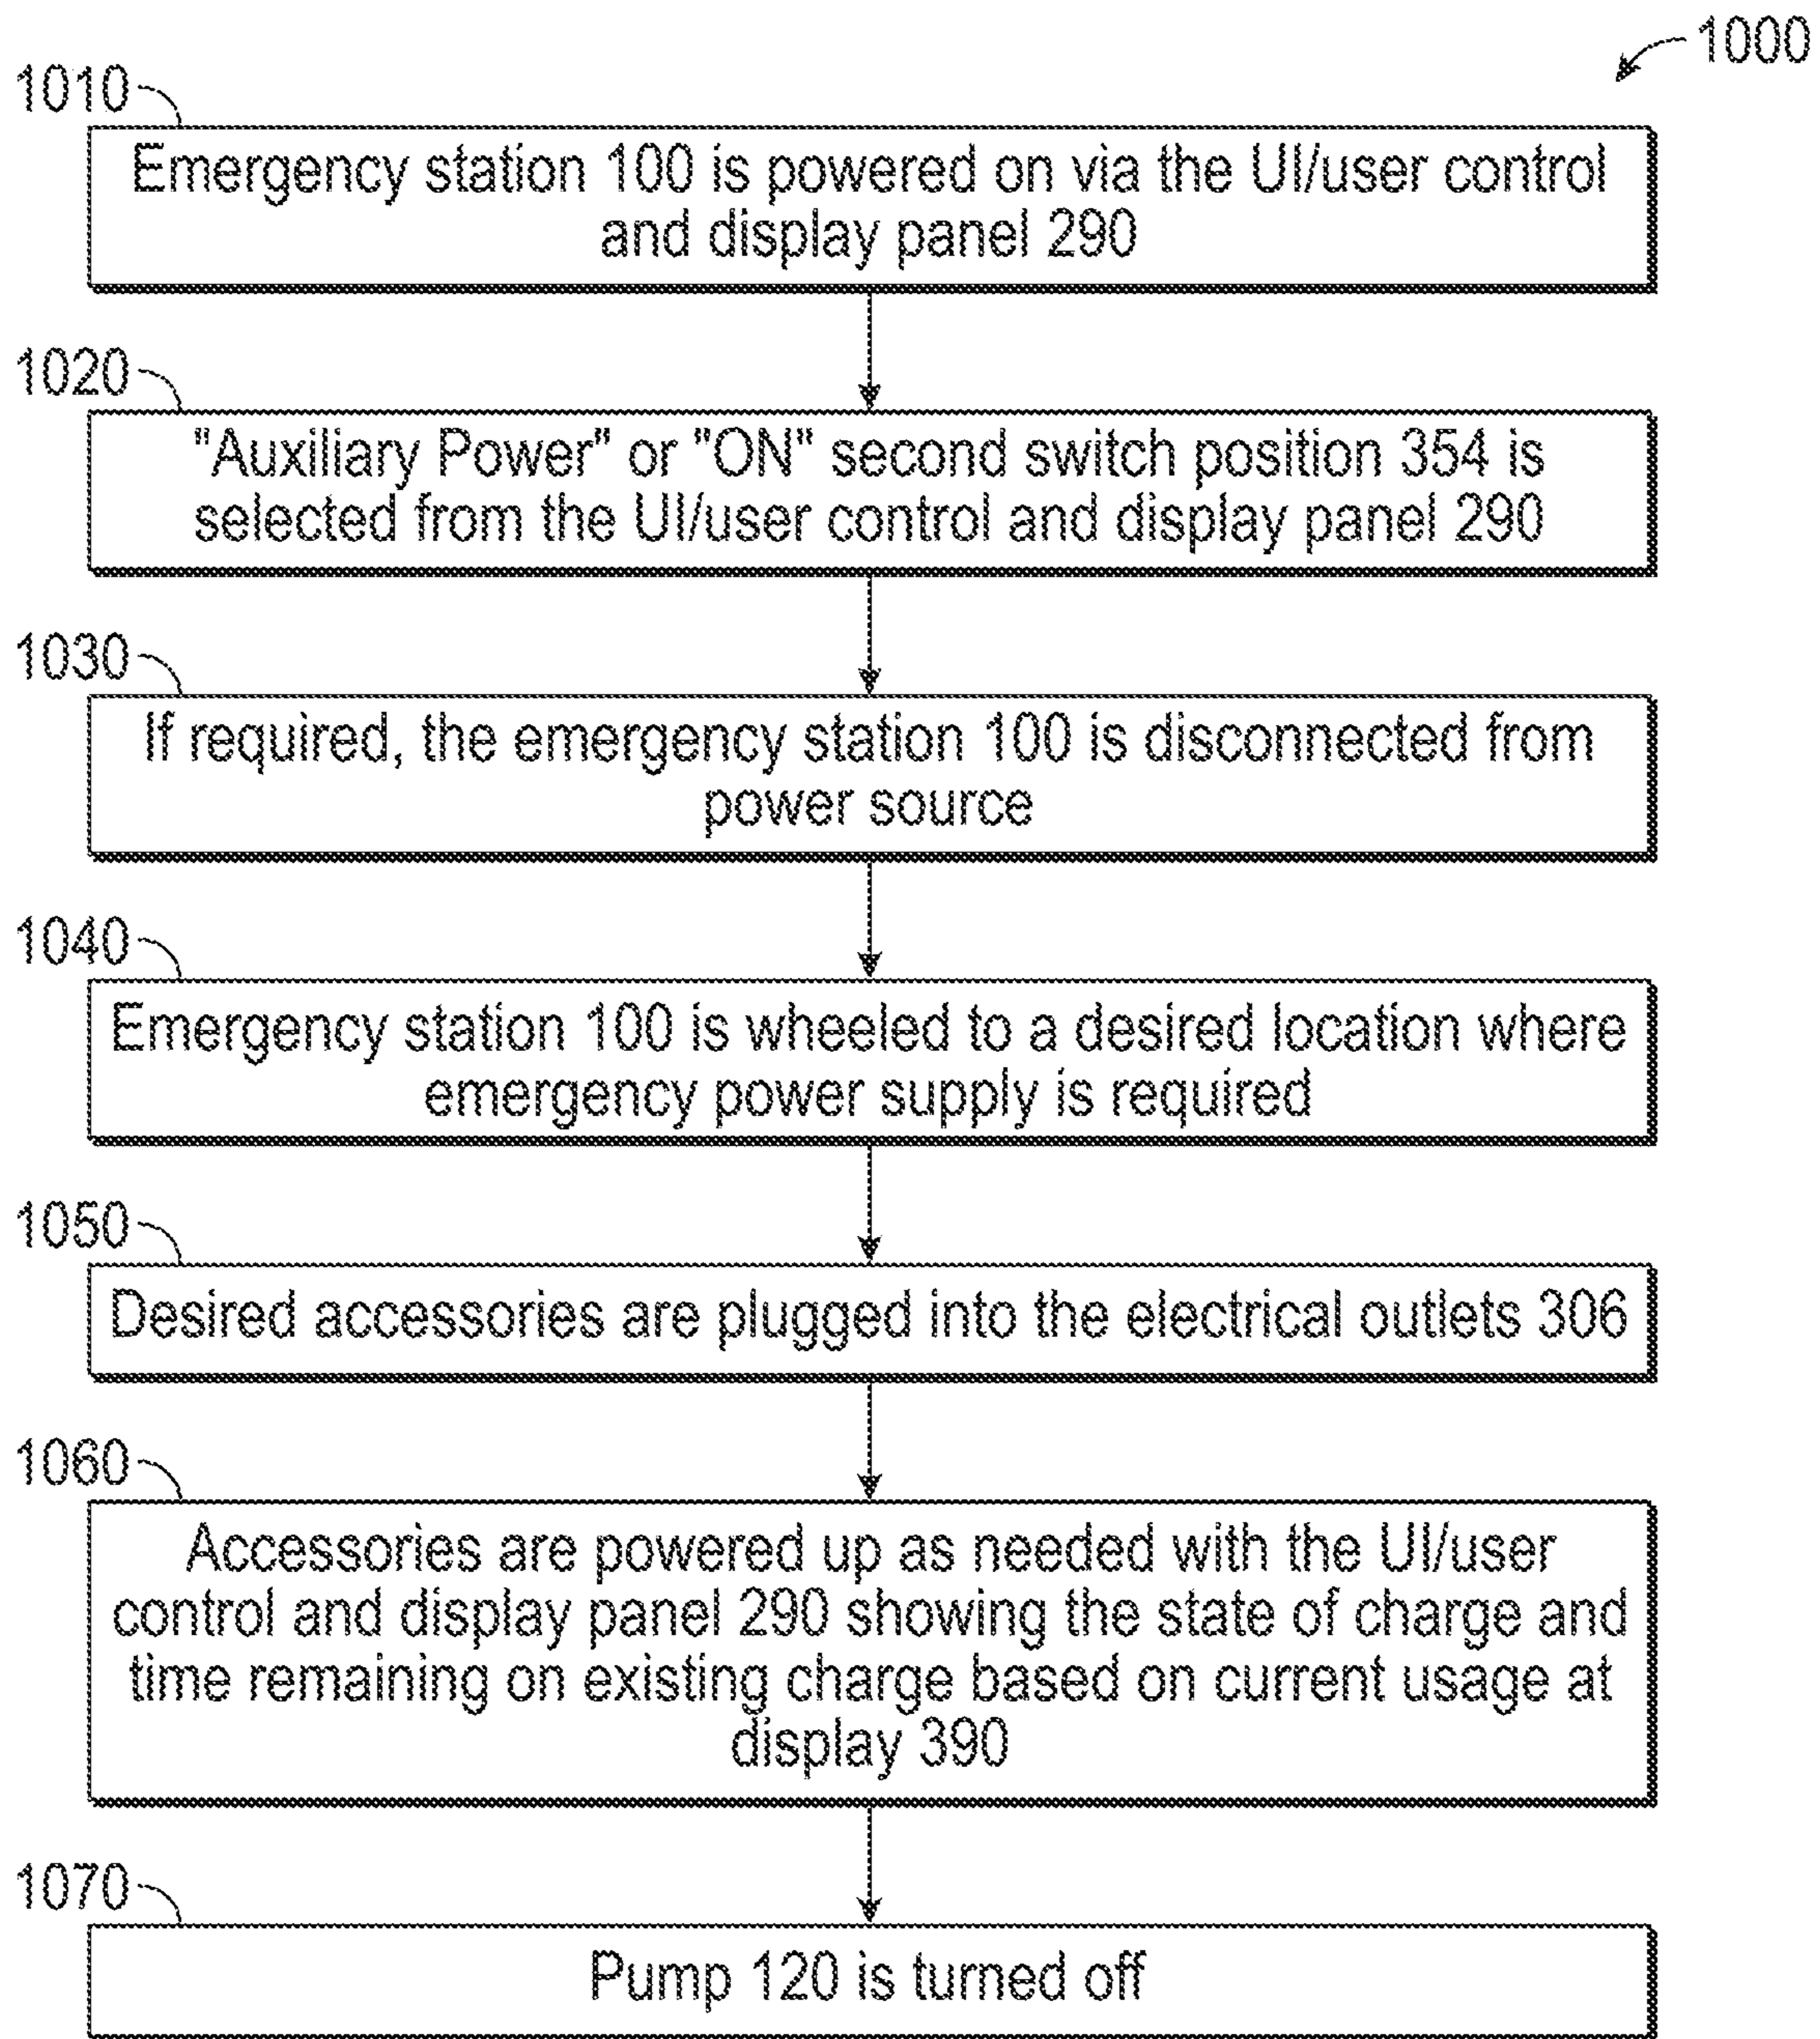 1000
1010
Emergency station 100 is powered on via the UI/user control
and display panel 290
1020
"Auxiliary Power" or "ON" second switch position 354 is
selected from the UI/user control and display panel 290
1030
If required, the emergency station 100 is disconnected from
power source
1040
Emergency station 100 is wheeled to a desired location where
emergency power supply is required
1050
Desired accessories are plugged into the electrical outlets 306
1060
Accessories are powered up as needed with the UI/user
control and display panel 290 showing the state of charge and
time remaining on existing charge based on current usage at
display 390
1070
Pump 120 is turned off